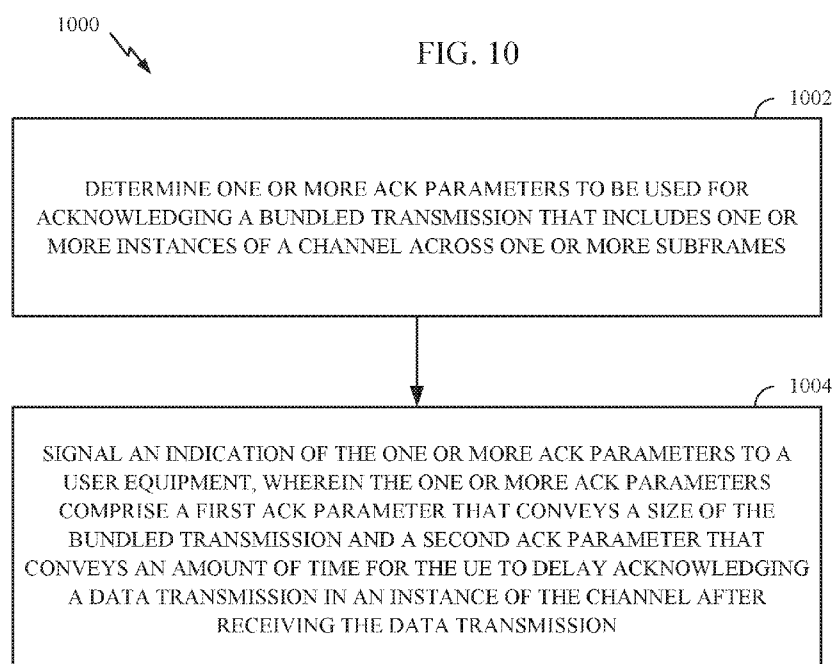 1000
FIG. 10
1002
DETERMINE ONE OR MORE ACK PARAMETERS TO BE USED FOR
ACKNOWLEDGING A BUNDLED TRANSMISSION THAT INCLUDES ONE OR
MORE INSTANCES OF A CHANNEL ACROSS ONE OR MORE SUBFRAMES
1004
SIGNAL AN INDICATION OF THE ONE OR MORE ACK PARAMETERS TO A
USER EQUIPMENT, WHEREIN THE ONE OR MORE ACK PARAMETERS
COMPRISE A FIRST ACK PARAMETER THAT CONVEYS A SIZE OF THE
BUNDLED TRANSMISSION AND A SECOND ACK PARAMETER THAT
CONVEYS AN AMOUNT OF TIME FOR THE UE TO DELAY ACKNOWLEDGING
A DATA TRANSMISSION IN AN INSTANCE OF THE CHANNEL AFTER
RECEIVING THE DATA TRANSMISSION